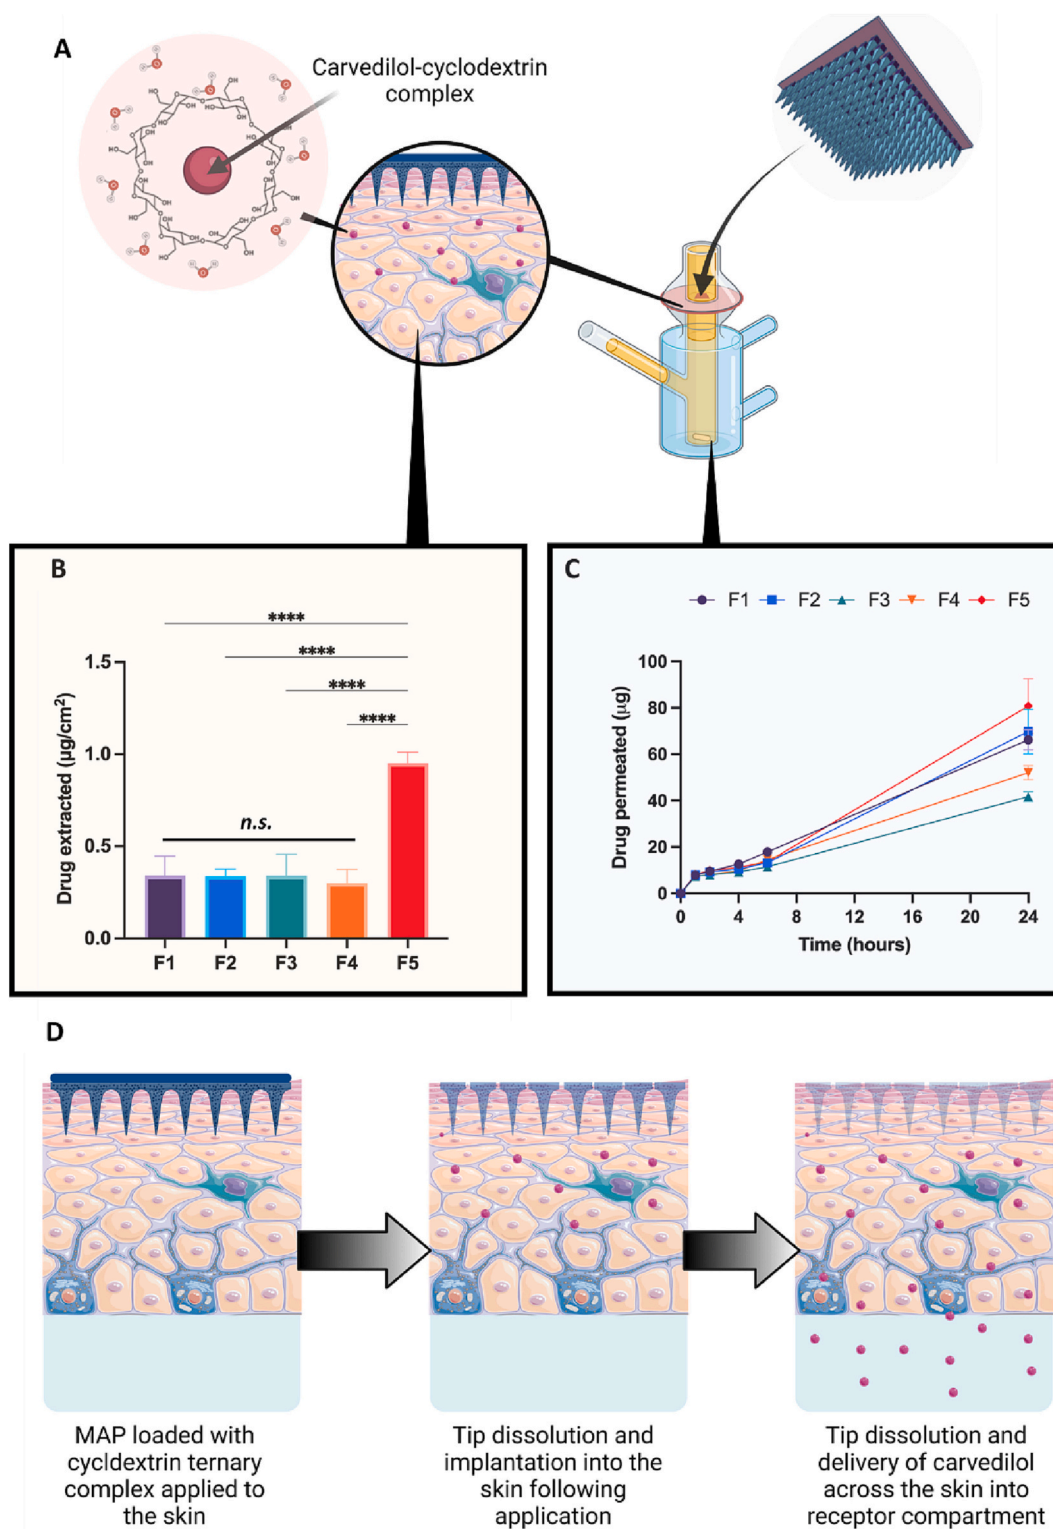 A
Carvedilol-cyclodextrin
complex
B
****
****
****
****
n.s.
Drug extracted (µg/cm²)
1.5
1.0
0.5
0.0
F1 F2 F3 F4 F5
C
F1 F2 F3 F4 F5
Drug permeated (µg)
100
80
60
40
20
0
0 4 8 12 16 20 24
Time (hours)
D
MAP loaded with
cycldextrin ternary
complex applied to
the skin
Tip dissolution and
implantation into the
skin following
application
Tip dissolution and
delivery of carvedilol
across the skin into
receptor compartment